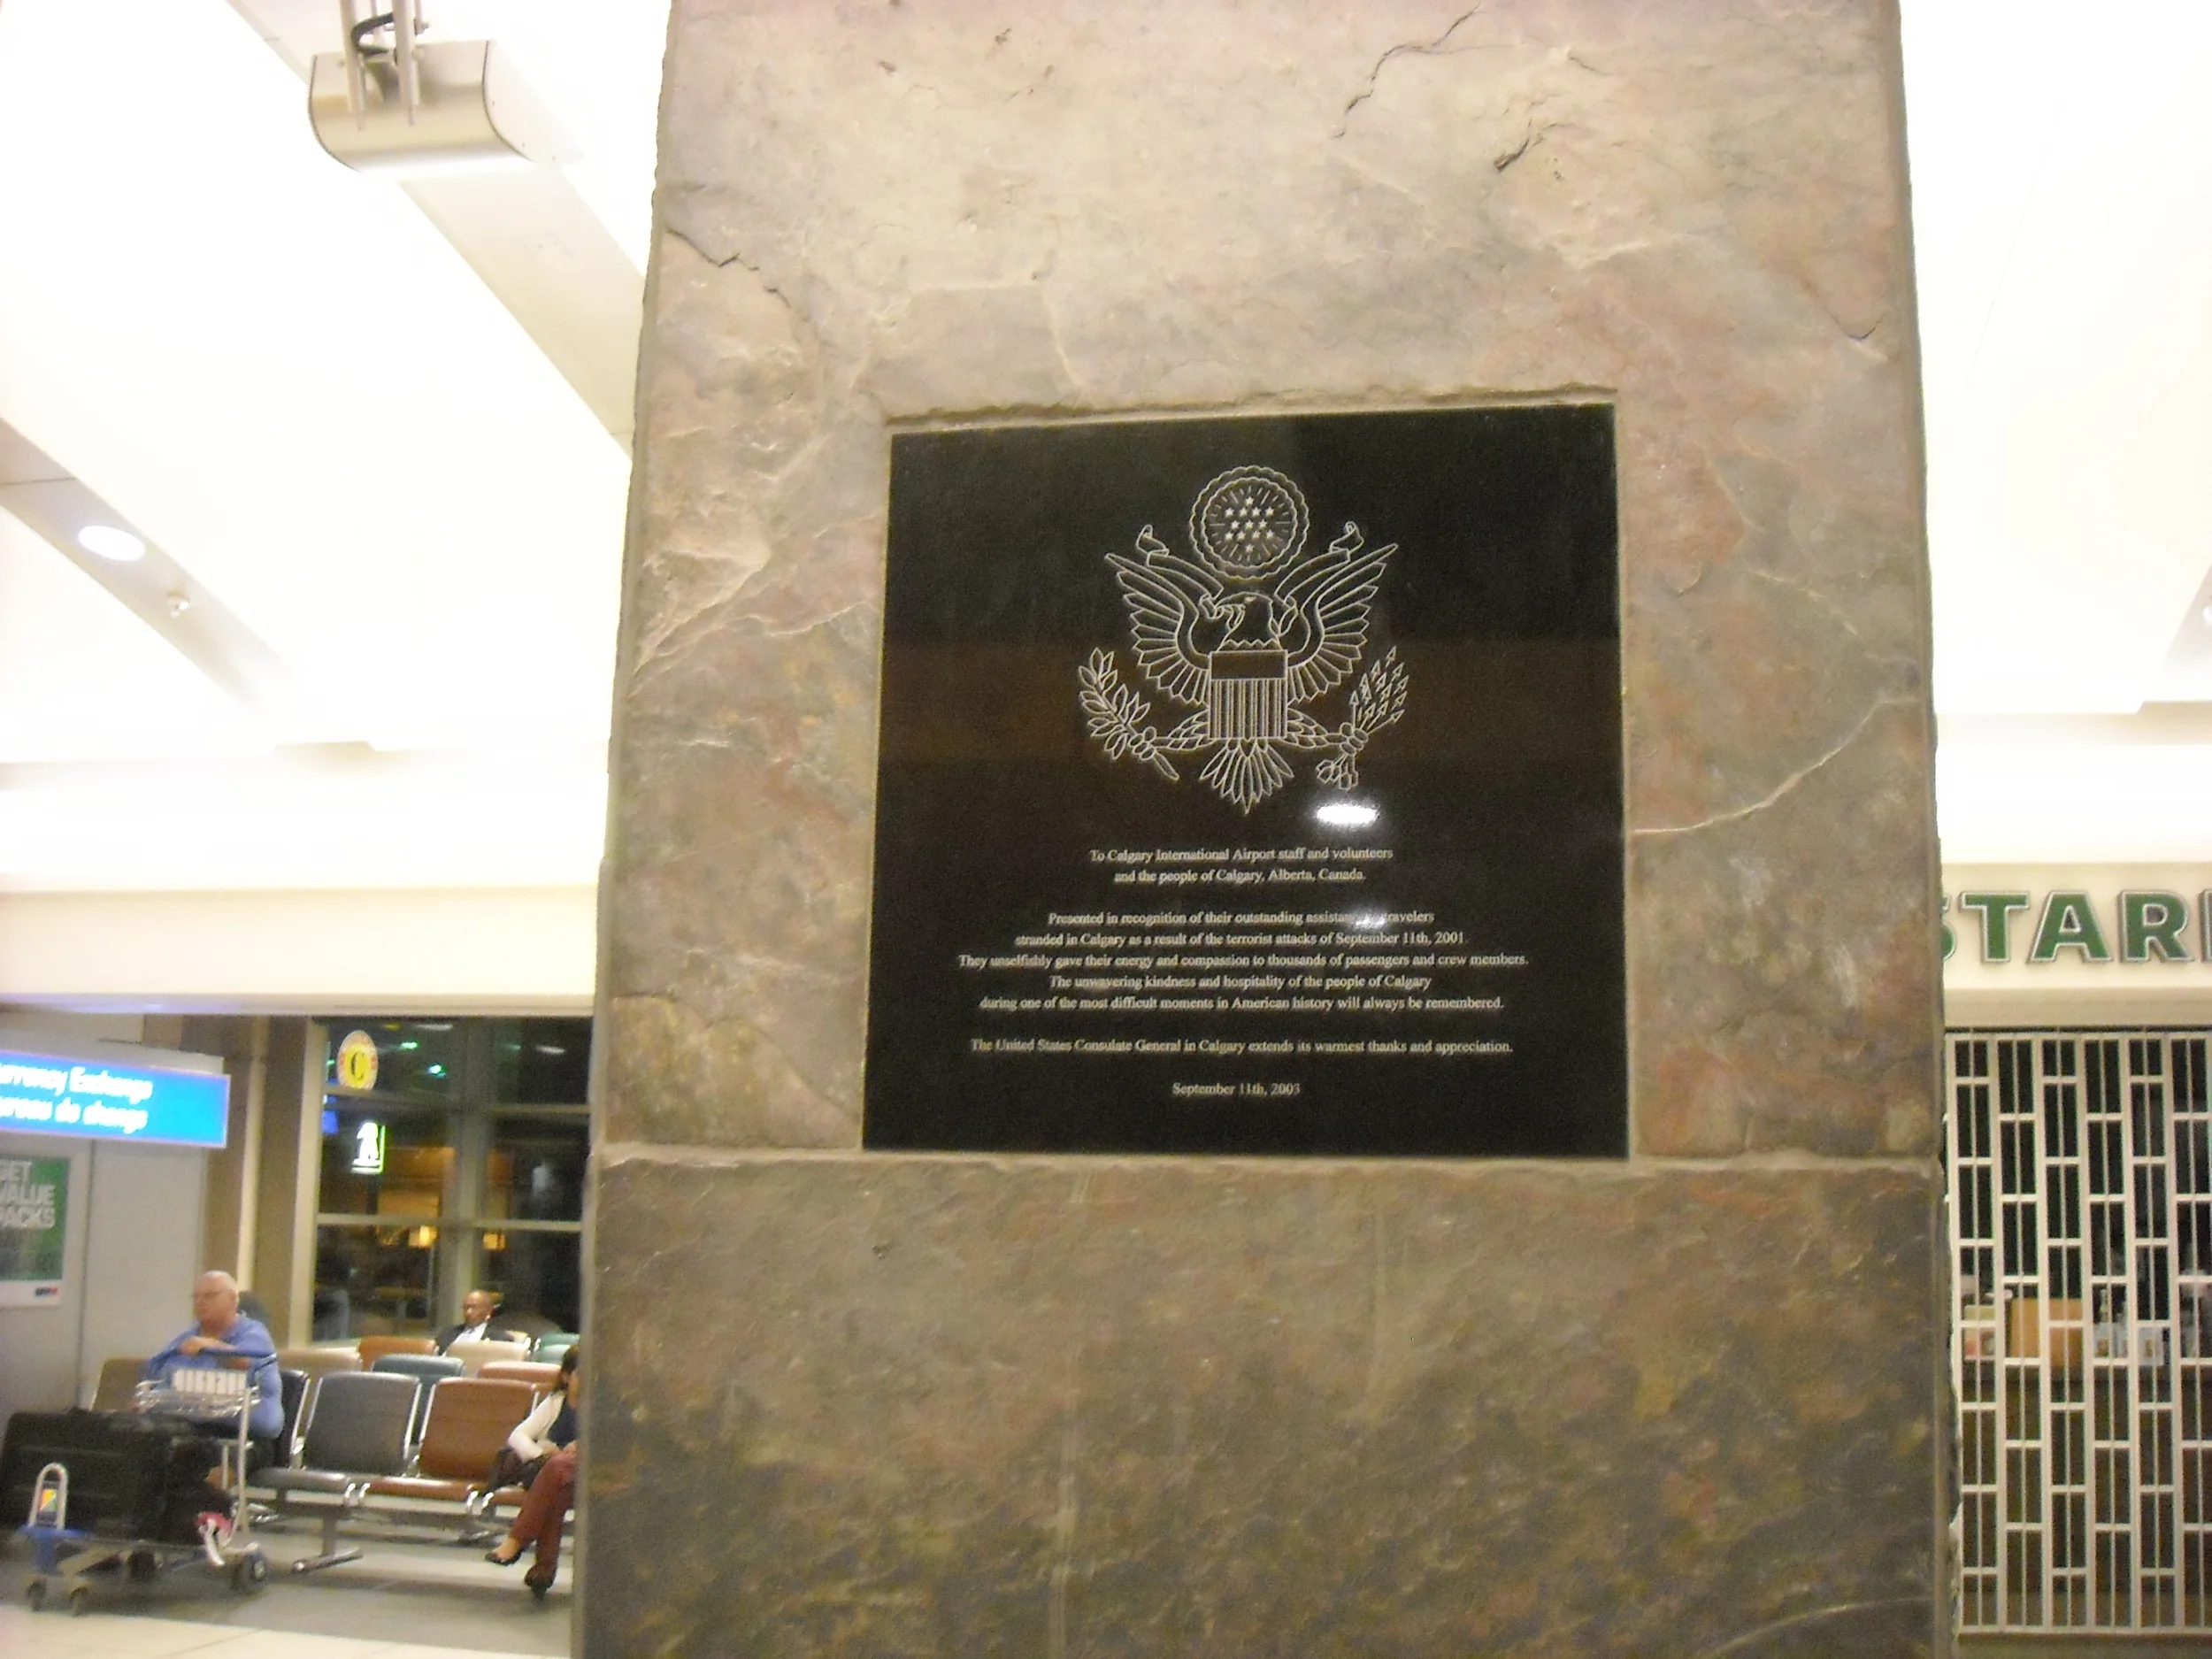 To Calgary International Airport staff and volunteers
and the people of Calgary, Alberta, Canada.
Presented in recognition of their outstanding travelers
stranded in Calgary as a result of the terrorist attacks of September 11th, 2001.
They unselfishly gave their energy and compassion to thousands of passengers and crew members.
The unwavering kindness and hospitality of the people of Calgary
during one of the most difficult moments in American history will always be remembered.
The United States Consulate General in Calgary extends its warmest thanks and appreciation.
September 11th, 2003
STAR
Exchange
de change
C
GET
VALUE
PACKS